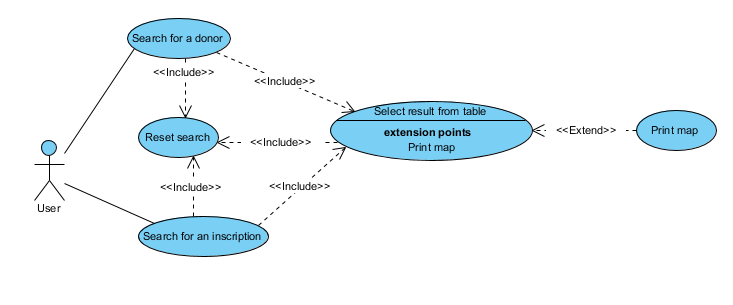 Search for a donor
<<Include>>
<<Include>>
Select result from table
extension points
Print map
<<Extend>>
Print map
Reset search
<<Include>>
<<Include>>
<<Include>>
User
Search for an inscription